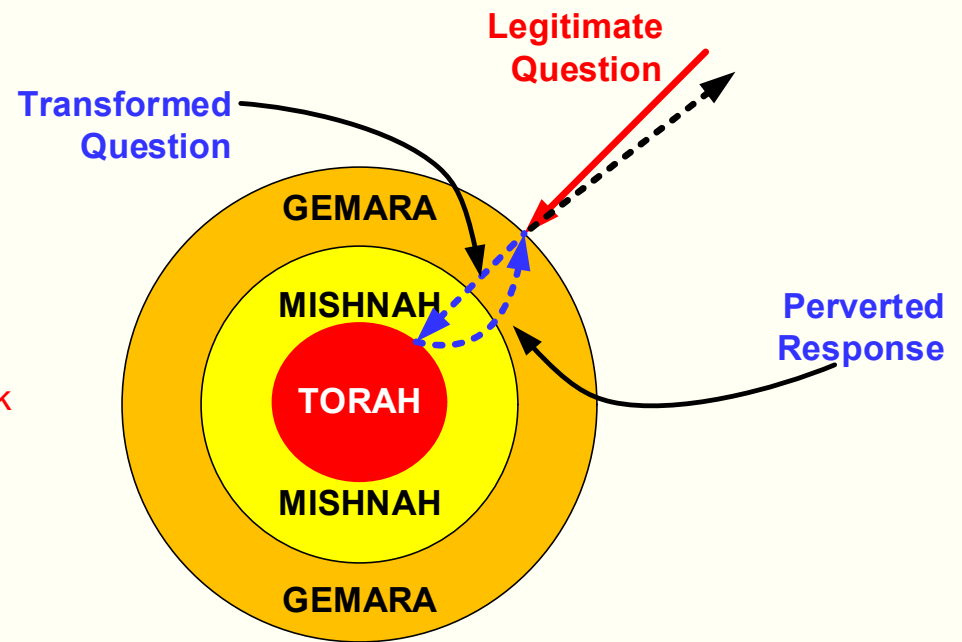 Legitimate
Question
Transformed
Question
GEMARA
MISHNAH
Perverted
Response
k
TORAH
MISHNAH
GEMARA